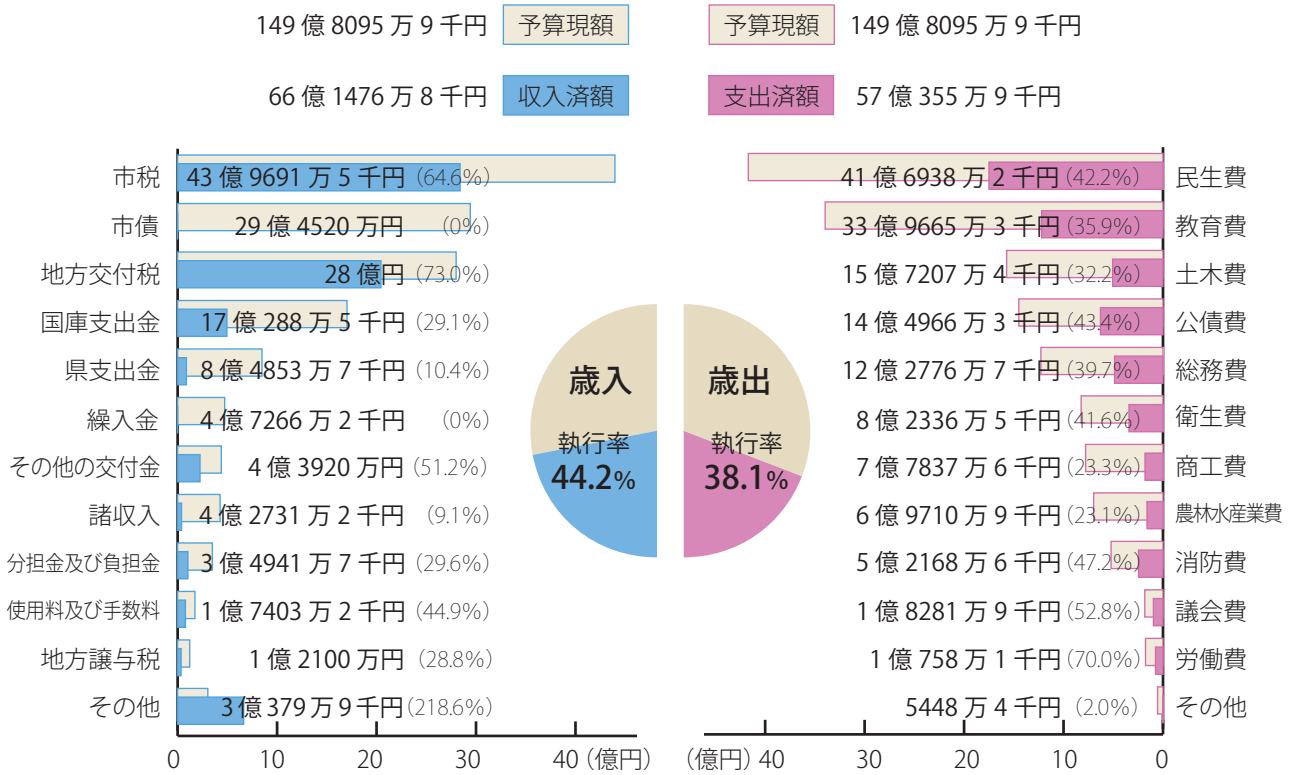 149 億 8095 万 9 千円 予算現額
66 億 1476 万 8 千円 収入済額
予算現額 149 億 8095 万 9 千円
支出済額 57 億 355 万 9 千円
市税 43 億 9691 万 5 千円 (64.6%)
市債 29 億 4520 万円 (0%)
地方交付税 28 億円 (73.0%)
国庫支出金 17 億 288 万 5 千円 (29.1%)
県支出金 8 億 4853 万 7 千円 (10.4%)
繰入金 4 億 7266 万 2 千円 (0%)
その他の交付金 4 億 3920 万円 (51.2%)
諸収入 4 億 2731 万 2 千円 (9.1%)
分担金及び負担金 3 億 4941 万 7 千円 (29.6%)
使用料及び手数料 1 億 7403 万 2 千円 (44.9%)
地方譲与税 1 億 2100 万円 (28.8%)
その他 3 億 379 万 9 千円 (218.6%)
0 10 20 30 40 (億円)
歳入
執行率
44.2%
歳出
執行率
38.1%
41 億 6938 万 2 千円 (42.2%) 民生費
33 億 9665 万 3 千円 (35.9%) 教育費
15 億 7207 万 4 千円 (32.2%) 土木費
14 億 4966 万 3 千円 (43.4%) 公債費
12 億 2776 万 7 千円 (39.7%) 総務費
8 億 2336 万 5 千円 (41.6%) 衛生費
7 億 7837 万 6 千円 (23.3%) 商工費
6 億 9710 万 9 千円 (23.1%) 農林水産業費
5 億 2168 万 6 千円 (47.2%) 消防費
1 億 8281 万 9 千円 (52.8%) 議会費
1 億 758 万 1 千円 (70.0%) 労働費
5448 万 4 千円 (2.0%) その他
(億円) 40 30 20 10 0